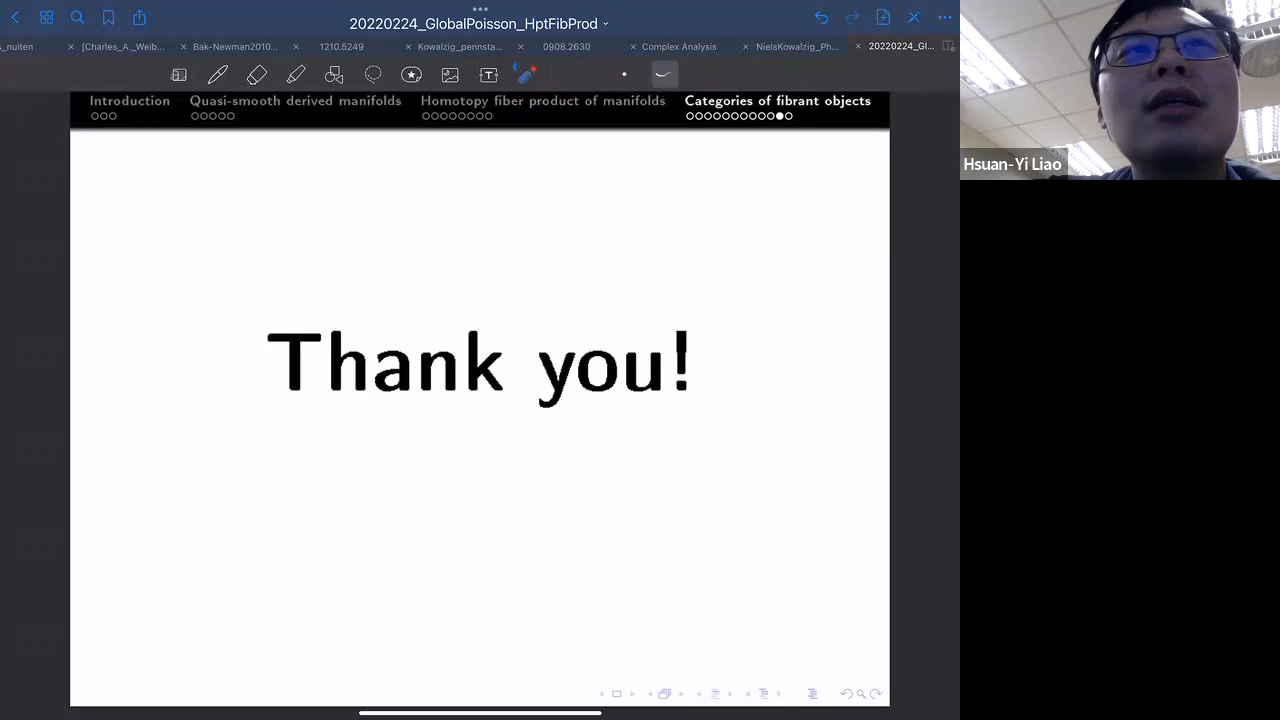 20220224_GlobalPoisson_HptFibProd
s_nuiten
[Charles_A._Weib...
Bak-Newman2010...
1210.5249
Kowalzig_pennsta...
0908.2630
Complex Analysis
NielsKowalzig_Ph...
20220224_Gl...
Introduction
Quasi-smooth derived manifolds
Homotopy fiber product of manifolds
Categories of fibrant objects
Thank you!
Hsuan-Yi Liao